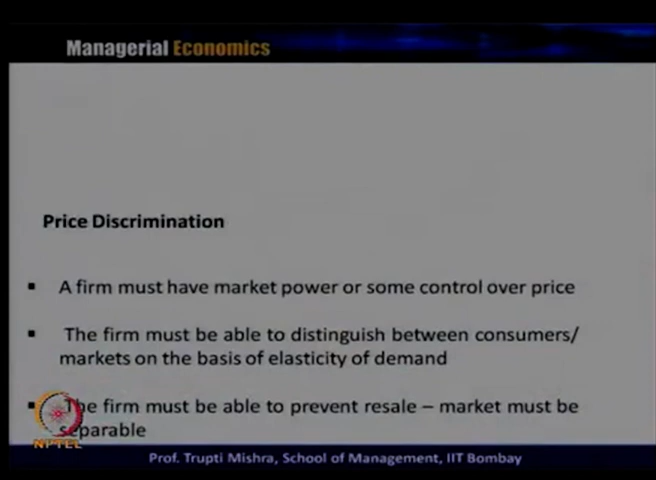 Managerial Economics
Price Discrimination
▪ A firm must have market power or some control over price
▪ The firm must be able to distinguish between consumers/
markets on the basis of elasticity of demand
▪ The firm must be able to prevent resale – market must be
separable
NPTEL
Prof. Trupti Mishra, School of Management, IIT Bombay